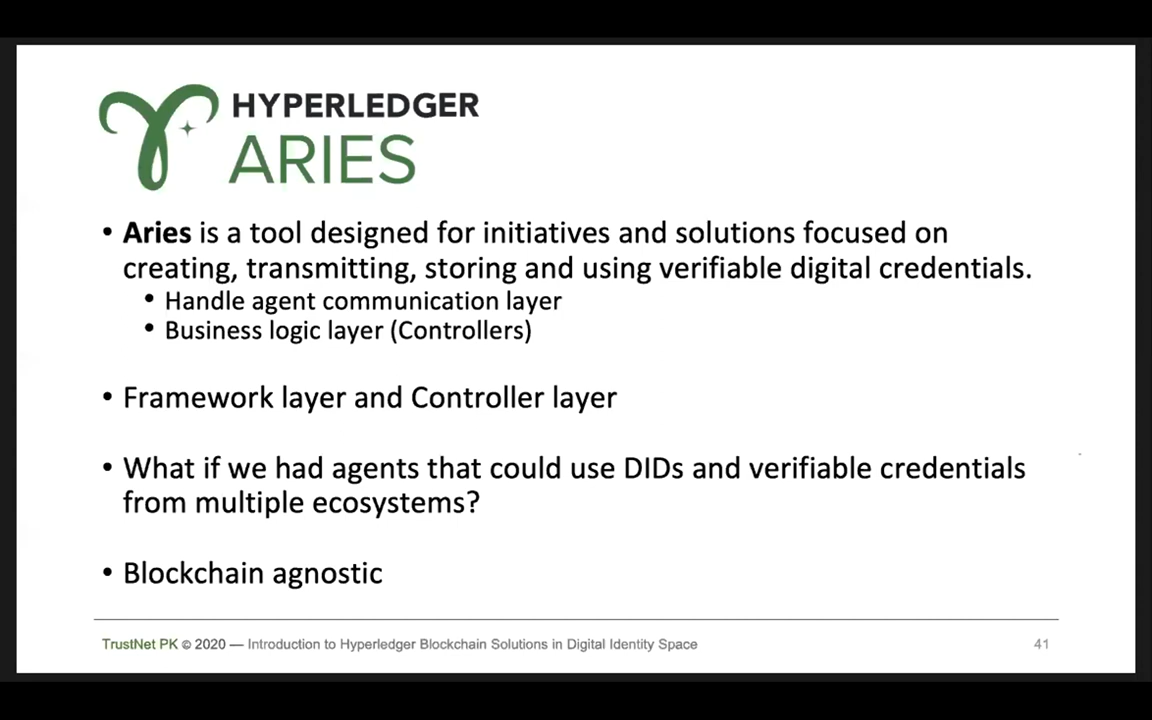 HYPERLEDGER
ARIES
• Aries is a tool designed for initiatives and solutions focused on
creating, transmitting, storing and using verifiable digital credentials.
• Handle agent communication layer
• Business logic layer (Controllers)
• Framework layer and Controller layer
• What if we had agents that could use DIDs and verifiable credentials
from multiple ecosystems?
• Blockchain agnostic
TrustNet PK © 2020 — Introduction to Hyperledger Blockchain Solutions in Digital Identity Space 41